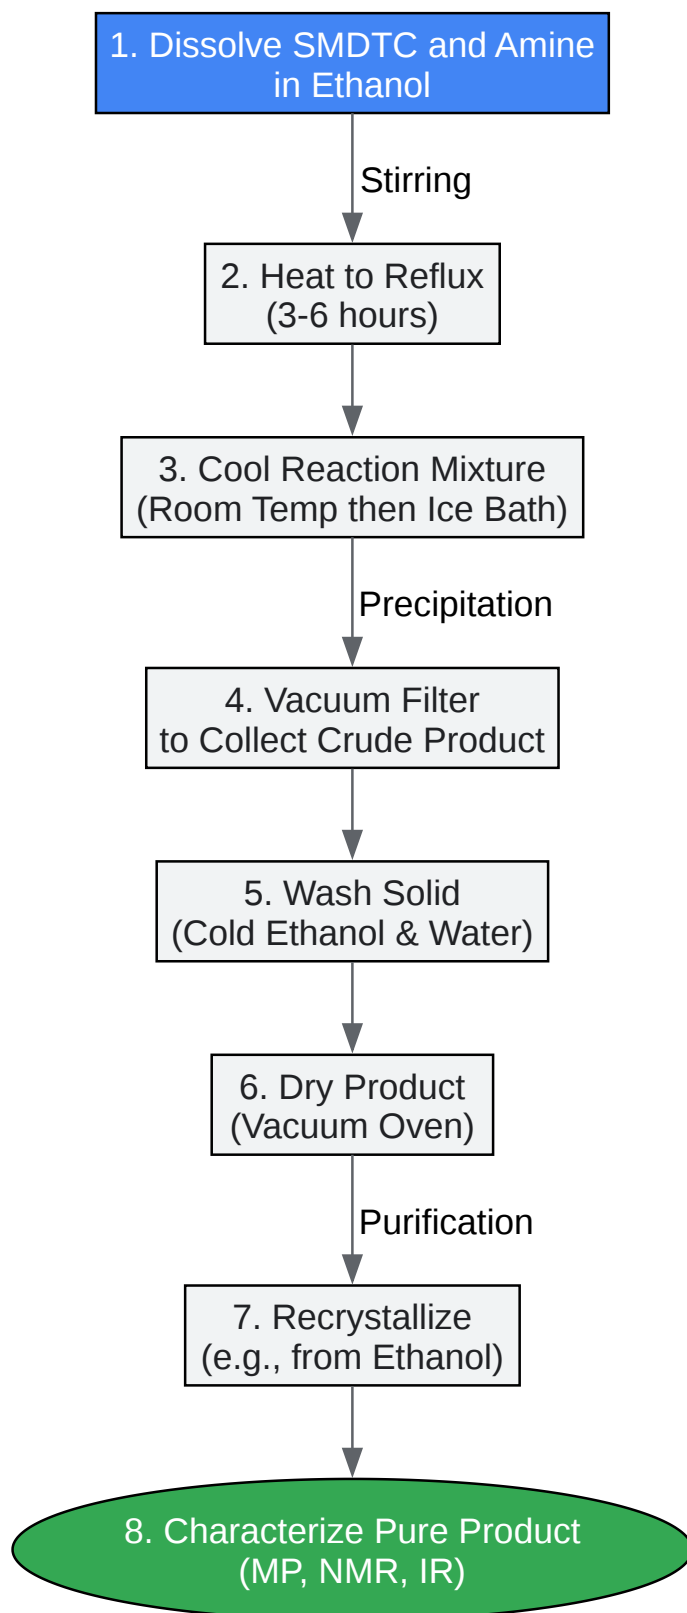 1. Dissolve SMDTC and Amine
in Ethanol
Stirring
2. Heat to Reflux
(3-6 hours)
3. Cool Reaction Mixture
(Room Temp then Ice Bath)
Precipitation
4. Vacuum Filter
to Collect Crude Product
5. Wash Solid
(Cold Ethanol & Water)
6. Dry Product
(Vacuum Oven)
Purification
7. Recrystallize
(e.g., from Ethanol)
8. Characterize Pure Product
(MP, NMR, IR)